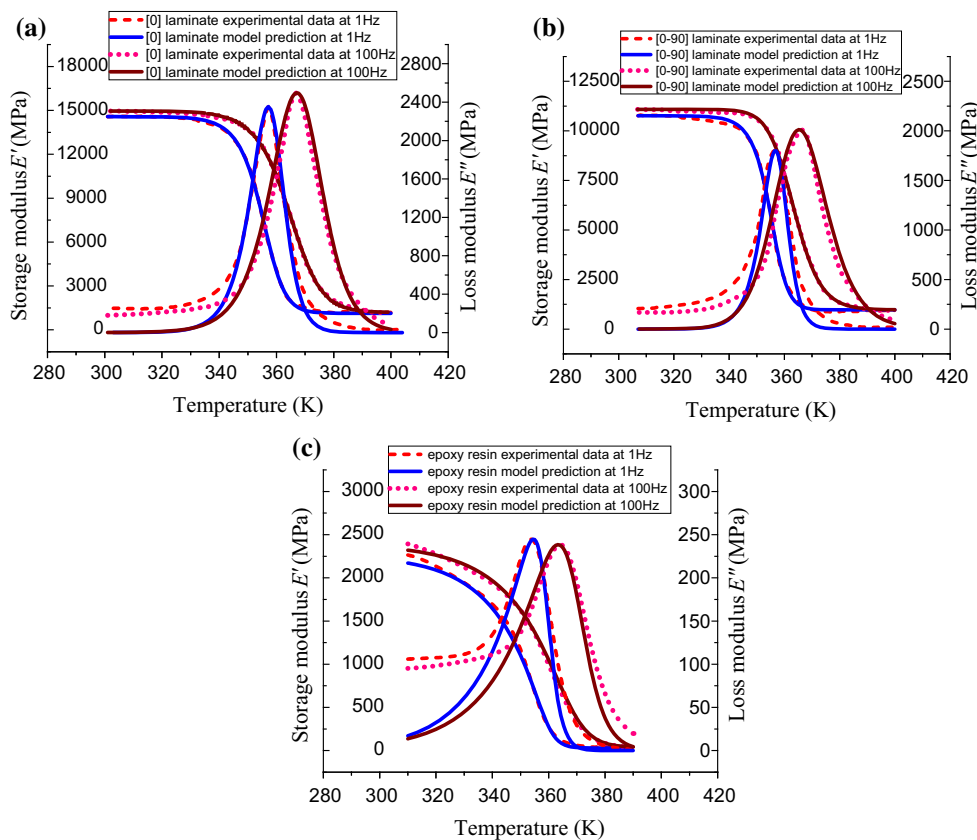 (a)
[0] laminate experimental data at 1Hz
[0] laminate model prediction at 1Hz
[0] laminate experimental data at 100Hz
[0] laminate model prediction at 100Hz
18000
15000
12000
9000
6000
3000
0
Storage modulus E′ (MPa)
2800
2400
2000
1600
1200
800
400
0
Loss modulus E″ (MPa)
280 300 320 340 360 380 400 420
Temperature (K)
(b)
[0-90] laminate experimental data at 1Hz
[0-90] laminate model prediction at 1Hz
[0-90] laminate experimental data at 100Hz
[0-90] laminate model prediction at 100Hz
12500
10000
7500
5000
2500
0
Storage modulus E′ (MPa)
2500
2000
1500
1000
500
0
Loss modulus E″ (MPa)
280 300 320 340 360 380 400 420
Temperature (K)
(c)
epoxy resin experimental data at 1Hz
epoxy resin model prediction at 1Hz
epoxy resin experimental data at 100Hz
epoxy resin model prediction at 100Hz
3000
2500
2000
1500
1000
500
0
Storage modulus E′ (MPa)
300
250
200
150
100
50
0
Loss modulus E″ (MPa)
280 300 320 340 360 380 400 420
Temperature (K)